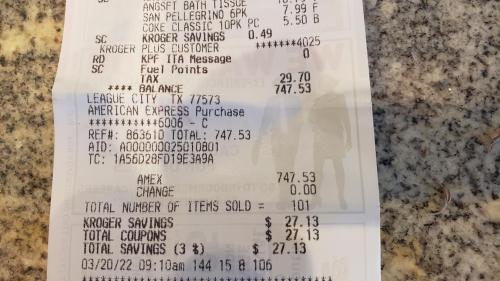 SC
ANGSFT BATH TISSUE
SAN PELLEGRINO 6PK 7.99 F
COKE CLASSIC 10PK PC 5.50 B
SC KROGER SAVINGS 0.49
KROGER PLUS CUSTOMER *******4025
RD KPF ITA Message 0
SC Fuel Points
TAX 29.70
**** BALANCE 747.53
LEAGUE CITY TX 77573
AMERICAN EXPRESS Purchase
***********6006 - C
REF#: 863610 TOTAL: 747.53
AID: A000000025010801
TC: 1A56D28FD19E3A9A
AMEX 747.53
CHANGE 0.00
TOTAL NUMBER OF ITEMS SOLD = 101
KROGER SAVINGS $ 27.13
TOTAL COUPONS $ 27.13
TOTAL SAVINGS (3 %) $ 27.13
03/20/22 09:10am 144 15 8 106